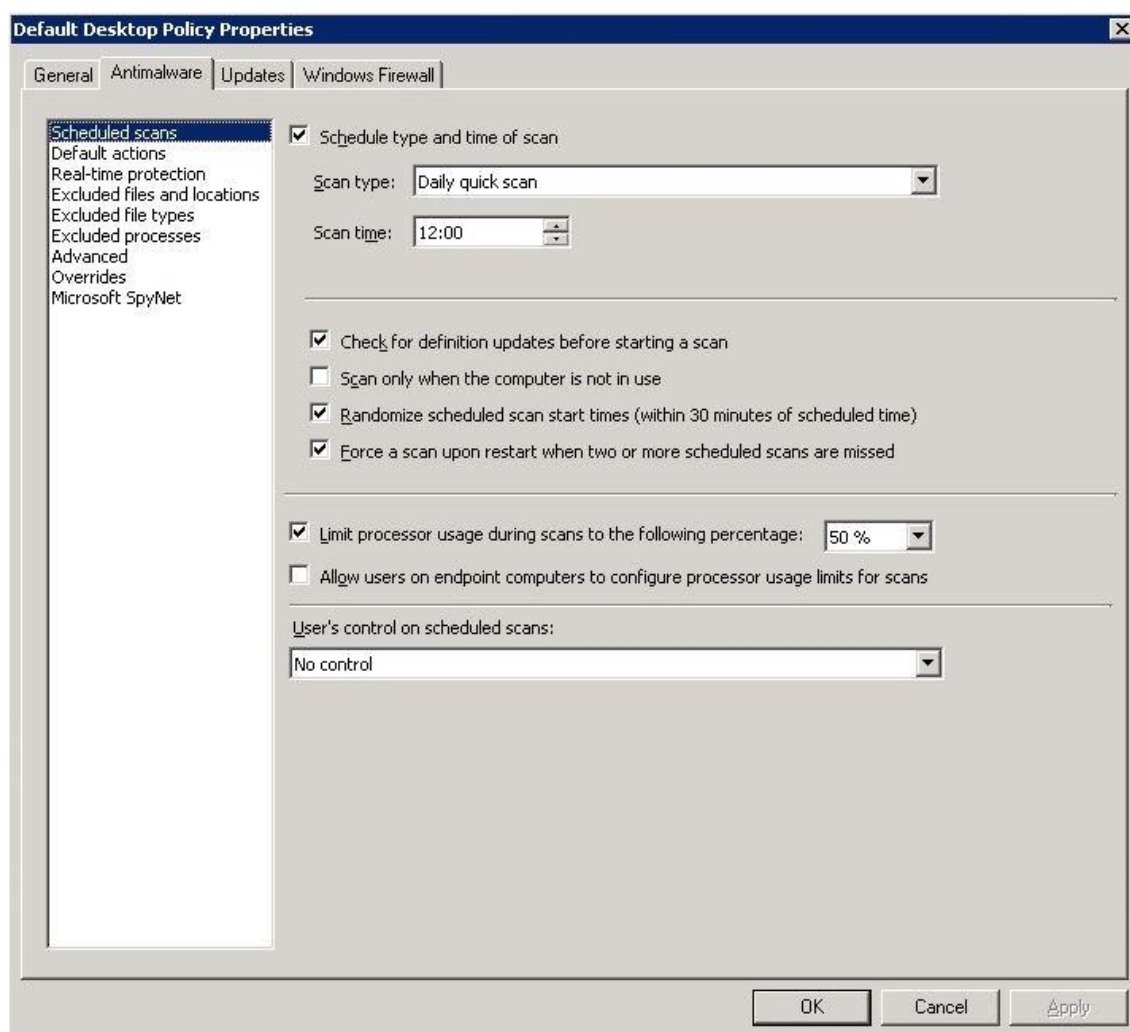 Default Desktop Policy Properties
General Antimalware Updates Windows Firewall
Scheduled scans
Default actions
Real-time protection
Excluded files and locations
Excluded file types
Excluded processes
Advanced
Overrides
Microsoft SpyNet
Schedule type and time of scan
Scan type: Daily quick scan
Scan time: 12:00
Check for definition updates before starting a scan
Scan only when the computer is not in use
Randomize scheduled scan start times (within 30 minutes of scheduled time)
Force a scan upon restart when two or more scheduled scans are missed
Limit processor usage during scans to the following percentage: 50 %
Allow users on endpoint computers to configure processor usage limits for scans
User's control on scheduled scans:
No control
OK Cancel Apply